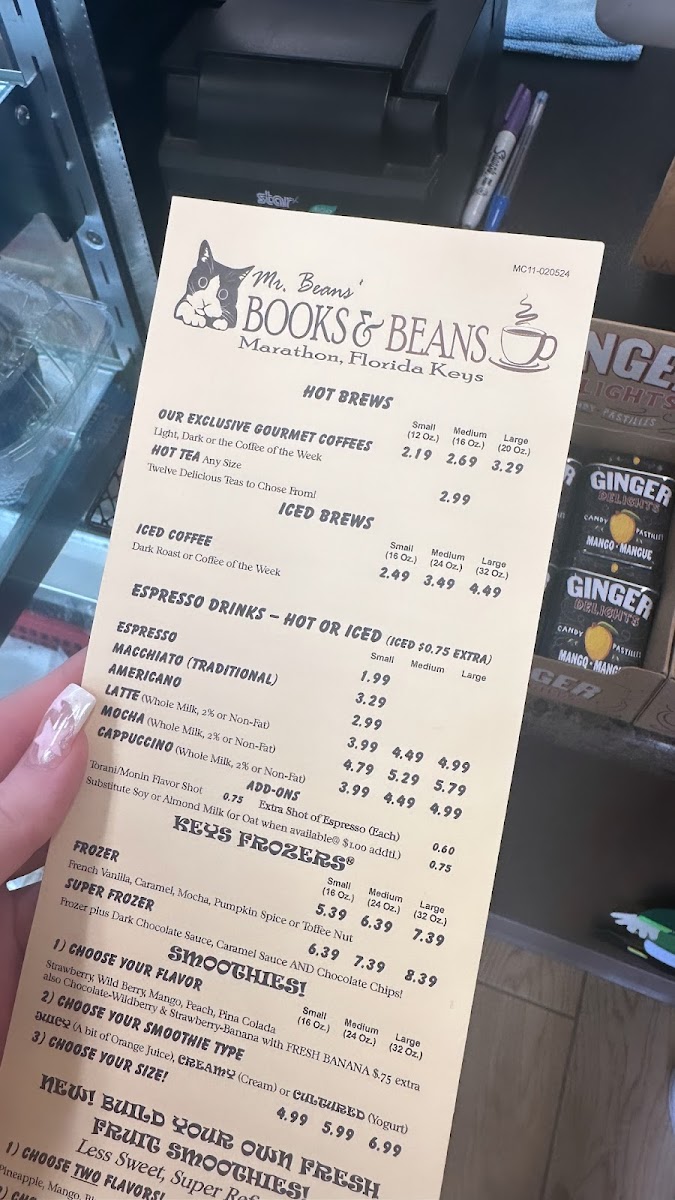 star
Sharpie
MC11-020524
Mr. Beans'
BOOKS & BEANS
Marathon, Florida Keys
HOT BREWS
Small Medium Large
(12 Oz.) (16 Oz.) (20 Oz.)
OUR EXCLUSIVE GOURMET COFFEES 2.19 2.69 3.29
Light, Dark or the Coffee of the Week
HOT TEA Any Size 2.99
Twelve Delicious Teas to Chose From!
ICED BREWS
Small Medium Large
(16 Oz.) (24 Oz.) (32 Oz.)
ICED COFFEE 2.49 3.49 4.49
Dark Roast or Coffee of the Week
ESPRESSO DRINKS – HOT OR ICED (ICED $0.75 EXTRA)
Small Medium Large
ESPRESSO 1.99
MACCHIATO (TRADITIONAL) 3.29
AMERICANO 2.99
LATTE (Whole Milk, 2% or Non-Fat) 3.99 4.49 4.99
MOCHA (Whole Milk, 2% or Non-Fat) 4.79 5.29 5.79
CAPPUCCINO (Whole Milk, 2% or Non-Fat) 3.99 4.49 4.99
ADD-ONS
Torani/Monin Flavor Shot 0.75 Extra Shot of Espresso (Each) 0.60
Substitute Soy or Almond Milk (or Oat when available@ $1.00 addtl.) 0.75
KEYS FROZERS®
Small Medium Large
(16 Oz.) (24 Oz.) (32 Oz.)
FROZER 5.39 6.39 7.39
French Vanilla, Caramel, Mocha, Pumpkin Spice or Toffee Nut
SUPER FROZER 6.39 7.39 8.39
Frozer plus Dark Chocolate Sauce, Caramel Sauce AND Chocolate Chips!
SMOOTHIES!
Small Medium Large
(16 Oz.) (24 Oz.) (32 Oz.)
1) CHOOSE YOUR FLAVOR
Strawberry, Wild Berry, Mango, Peach, Pina Colada
also Chocolate-Wildberry & Strawberry-Banana with FRESH BANANA $.75 extra
2) CHOOSE YOUR SMOOTHIE TYPE
JUICY (A bit of Orange Juice), CREAMY (Cream) or CULTURED (Yogurt)
3) CHOOSE YOUR SIZE! 4.99 5.99 6.99
NEW! BUILD YOUR OWN FRESH
FRUIT SMOOTHIES!
Less Sweet, Super
1) CHOOSE TWO FLAVORS!
Pineapple, Mango,
NGE
LIGHTS
PASTILLES
GINGER
DELIGHTS
CANDY PASTILLES
MANGO • MANGUE
GINGER
DELIGHTS
CANDY PASTILLES
MANGO • MANG
GER